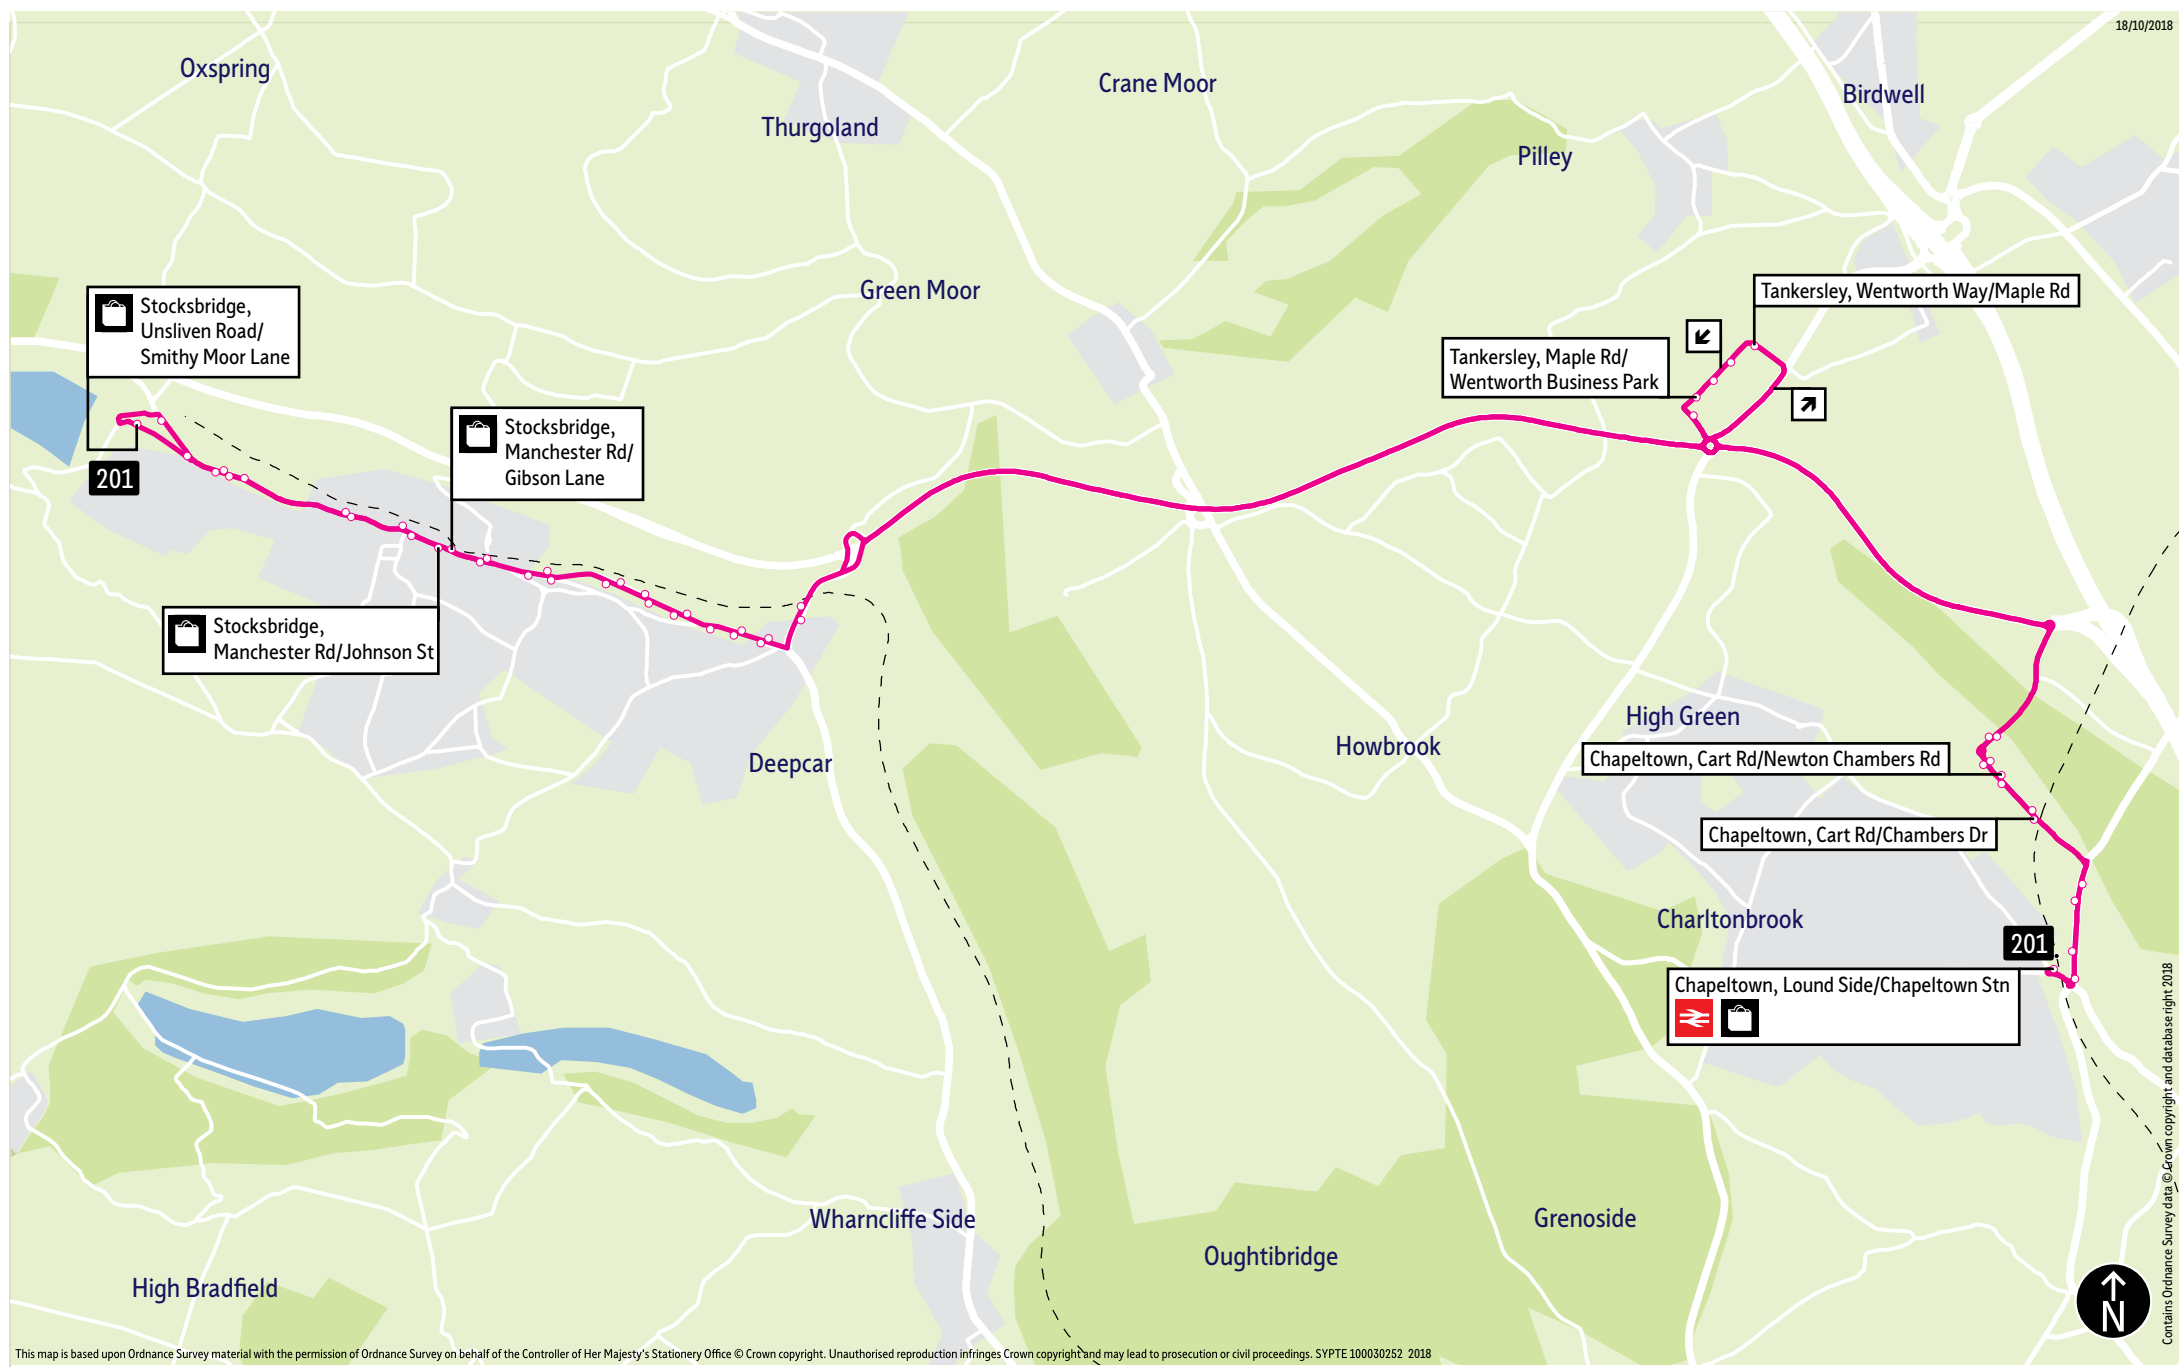 18/10/2018
Oxspring
Crane Moor
Birdwell
Thurgoland
Pilley
Green Moor
Tankersley, Wentworth Way/Maple Rd
Stocksbridge,
Unsliven Road/
Smithy Moor Lane
Tankersley, Maple Rd/
Wentworth Business Park
Stocksbridge,
Manchester Rd/
Gibson Lane
201
Stocksbridge,
Manchester Rd/Johnson St
High Green
Howbrook
Deepcar
Chapeltown, Cart Rd/Newton Chambers Rd
Chapeltown, Cart Rd/Chambers Dr
Charltonbrook
201
Chapeltown, Lound Side/Chapeltown Stn
Wharncliffe Side
Grenoside
Oughtibridge
High Bradfield
N
Contains Ordnance Survey data © Crown copyright and database right 2018
This map is based upon Ordnance Survey material with the permission of Ordnance Survey on behalf of the Controller of Her Majesty's Stationery Office © Crown copyright. Unauthorised reproduction infringes Crown copyright and may lead to prosecution or civil proceedings. SYPTE 100030252 2018